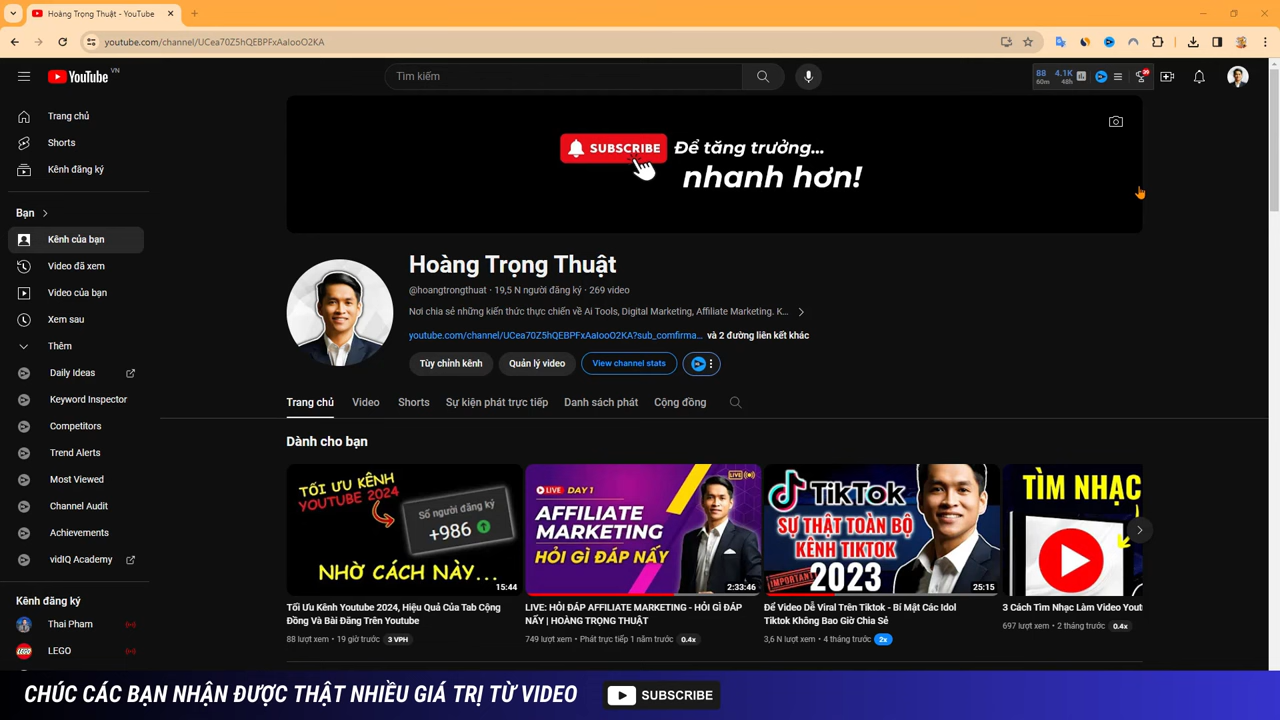 Hoàng Trọng Thuật - YouTube
youtube.com/channel/UCea70Z5hQEBPFxAaIooO2KA
YouTube VN
Tìm kiếm
88
60m
4.1K
48h
SUBSCRIBE
Để tăng trưởng...
nhanh hơn!
Trang chủ
Shorts
Kênh đăng ký
Bạn
Kênh của bạn
Video đã xem
Video của bạn
Xem sau
Thêm
Daily Ideas
Keyword Inspector
Competitors
Trend Alerts
Most Viewed
Channel Audit
Achievements
vidIQ Academy
Kênh đăng ký
Thai Pham
LEGO
Hoàng Trọng Thuật
@hoangtrongthuat · 19,5 N người đăng ký · 269 video
Nơi chia sẻ những kiến thức thực chiến về Ai Tools, Digital Marketing, Affiliate Marketing. K...
youtube.com/channel/UCea70Z5hQEBPFxAaIooO2KA?sub_comfirma... và 2 đường liên kết khác
Tùy chỉnh kênh
Quản lý video
View channel stats
Trang chủ
Video
Shorts
Sự kiện phát trực tiếp
Danh sách phát
Cộng đồng
Dành cho bạn
TỐI ƯU KÊNH
YOUTUBE 2024
Số người đăng ký
+986
NHỜ CÁCH NÀY...
15:44
Tối Ưu Kênh Youtube 2024, Hiệu Quả Của Tab Cộng
Đồng Và Bài Đăng Trên Youtube
88 lượt xem • 19 giờ trước 3 VPH
LIVE DAY 1
LIVE
AFFILIATE
MARKETING
HỎI GÌ ĐÁP NẤY
2:33:46
LIVE: HỎI ĐÁP AFFILIATE MARKETING - HỎI GÌ ĐÁP
NẤY | HOÀNG TRỌNG THUẬT
749 lượt xem • Phát trực tiếp 1 năm trước 0.4x
TikTok
SỰ THẬT TOÀN BỘ
KÊNH TIKTOK
IMPORTANT
2023
25:15
Để Video Dễ Viral Trên Tiktok - Bí Mật Các Idol
Tiktok Không Bao Giờ Chia Sẻ
3,6 N lượt xem • 4 tháng trước 2x
TÌM NHẠC
3 Cách Tìm Nhạc Làm Video Yout
697 lượt xem • 2 tháng trước 0.4x
CHÚC CÁC BẠN NHẬN ĐƯỢC THẬT NHIỀU GIÁ TRỊ TỪ VIDEO
SUBSCRIBE